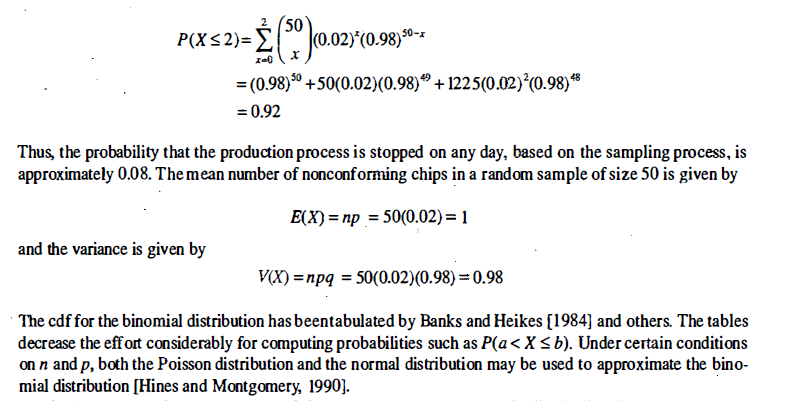 P(X ≤ 2) = \sum_{x=0}^{2} \binom{50}{x} (0.02)^x (0.98)^{50-x}
= (0.98)^{50} + 50(0.02)(0.98)^{49} + 1225(0.02)^2(0.98)^{48}
= 0.92
Thus, the probability that the production process is stopped on any day, based on the sampling process, is
approximately 0.08. The mean number of nonconforming chips in a random sample of size 50 is given by
E(X) = np = 50(0.02) = 1
and the variance is given by
V(X) = npq = 50(0.02)(0.98) = 0.98
The cdf for the binomial distribution has been tabulated by Banks and Heikes [1984] and others. The tables
decrease the effort considerably for computing probabilities such as P(a < X ≤ b). Under certain conditions
on n and p, both the Poisson distribution and the normal distribution may be used to approximate the bino-
mial distribution [Hines and Montgomery, 1990].